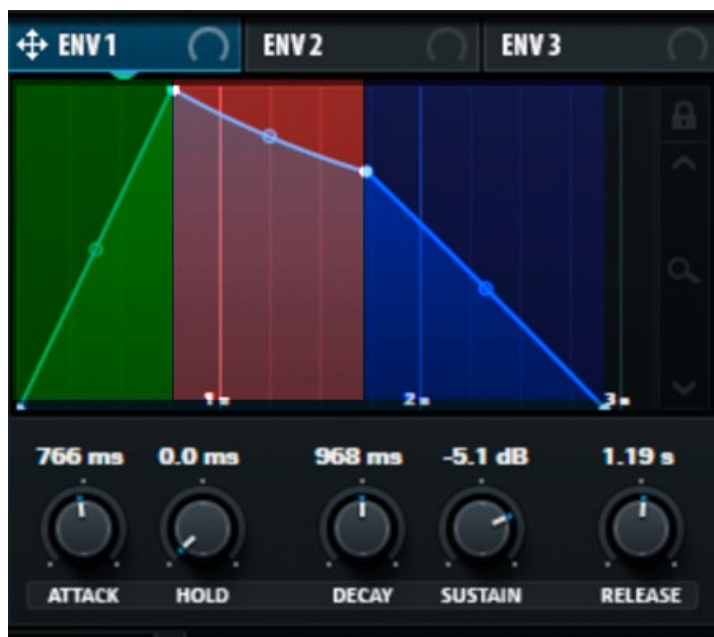 ENV 1 ENV 2 ENV 3
1 s 2 s 3 s
766 ms 0.0 ms 968 ms -5.1 dB 1.19 s
ATTACK HOLD DECAY SUSTAIN RELEASE